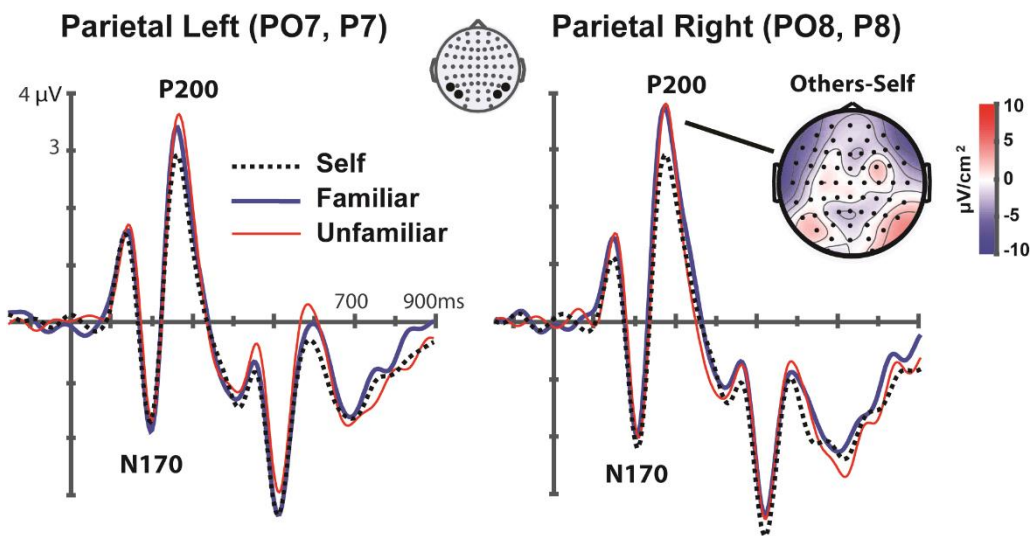 Parietal Left (PO7, P7)
Parietal Right (PO8, P8)
P200
4 µV
3
Self
Familiar
Unfamiliar
700
900ms
N170
P200
Others-Self
10
5
0
-5
-10
µV/cm²
N170